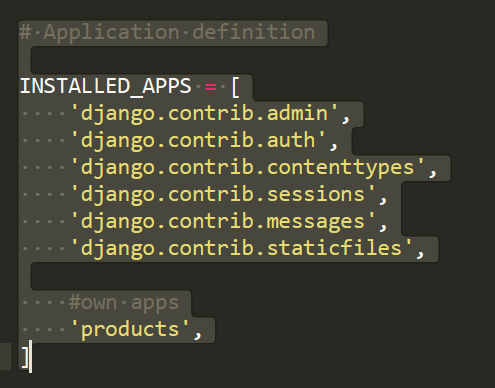 # Application definition
INSTALLED_APPS = [
    'django.contrib.admin',
    'django.contrib.auth',
    'django.contrib.contenttypes',
    'django.contrib.sessions',
    'django.contrib.messages',
    'django.contrib.staticfiles',
    #own apps
    'products',
]